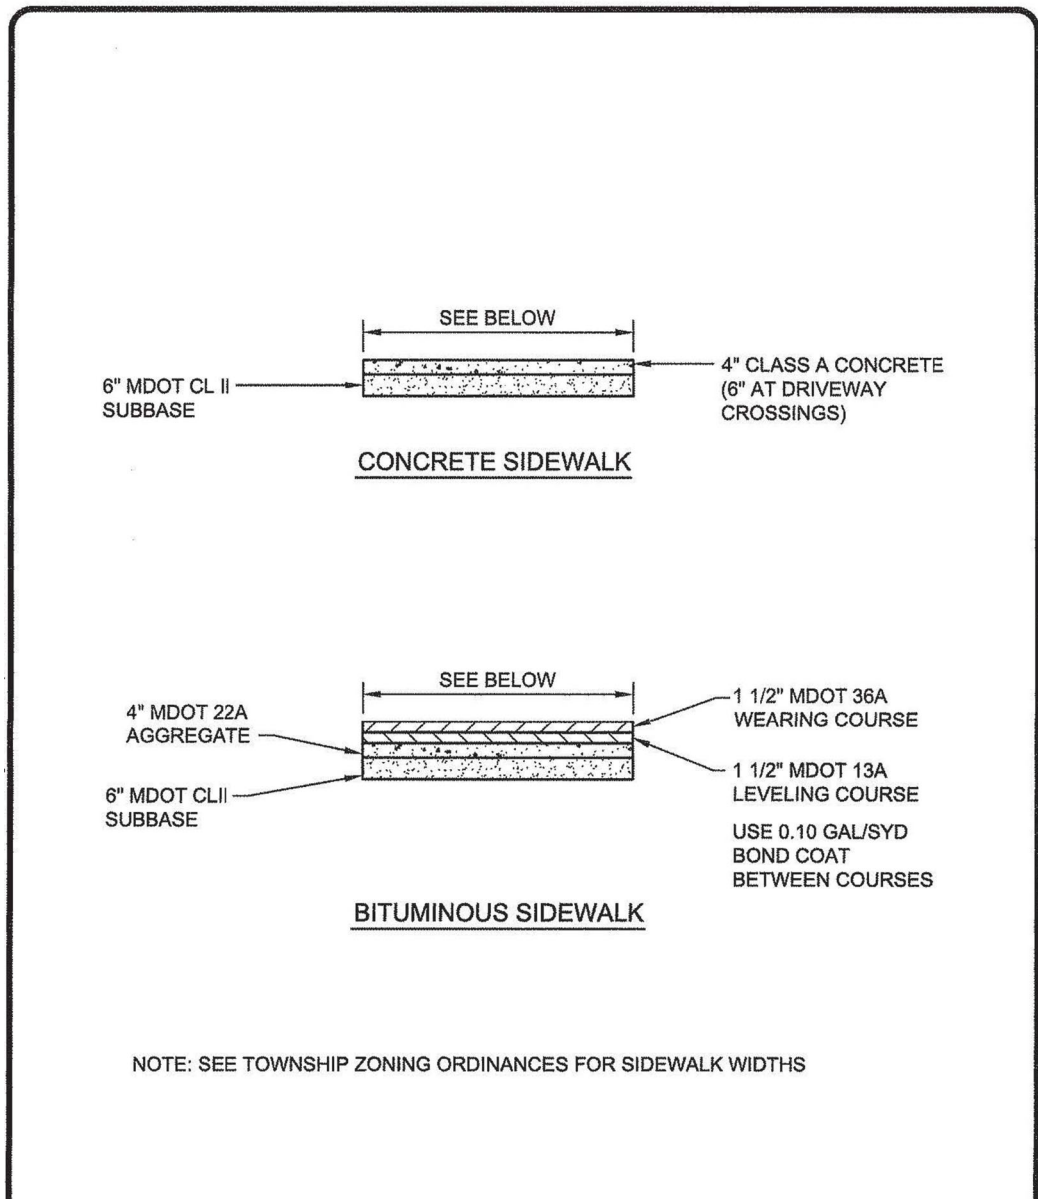 SEE BELOW
6" MDOT CL II
SUBBASE
4" CLASS A CONCRETE
(6" AT DRIVEWAY
CROSSINGS)
CONCRETE SIDEWALK
SEE BELOW
4" MDOT 22A
AGGREGATE
6" MDOT CLII
SUBBASE
1 1/2" MDOT 36A
WEARING COURSE
1 1/2" MDOT 13A
LEVELING COURSE
USE 0.10 GAL/SYD
BOND COAT
BETWEEN COURSES
BITUMINOUS SIDEWALK
NOTE: SEE TOWNSHIP ZONING ORDINANCES FOR SIDEWALK WIDTHS